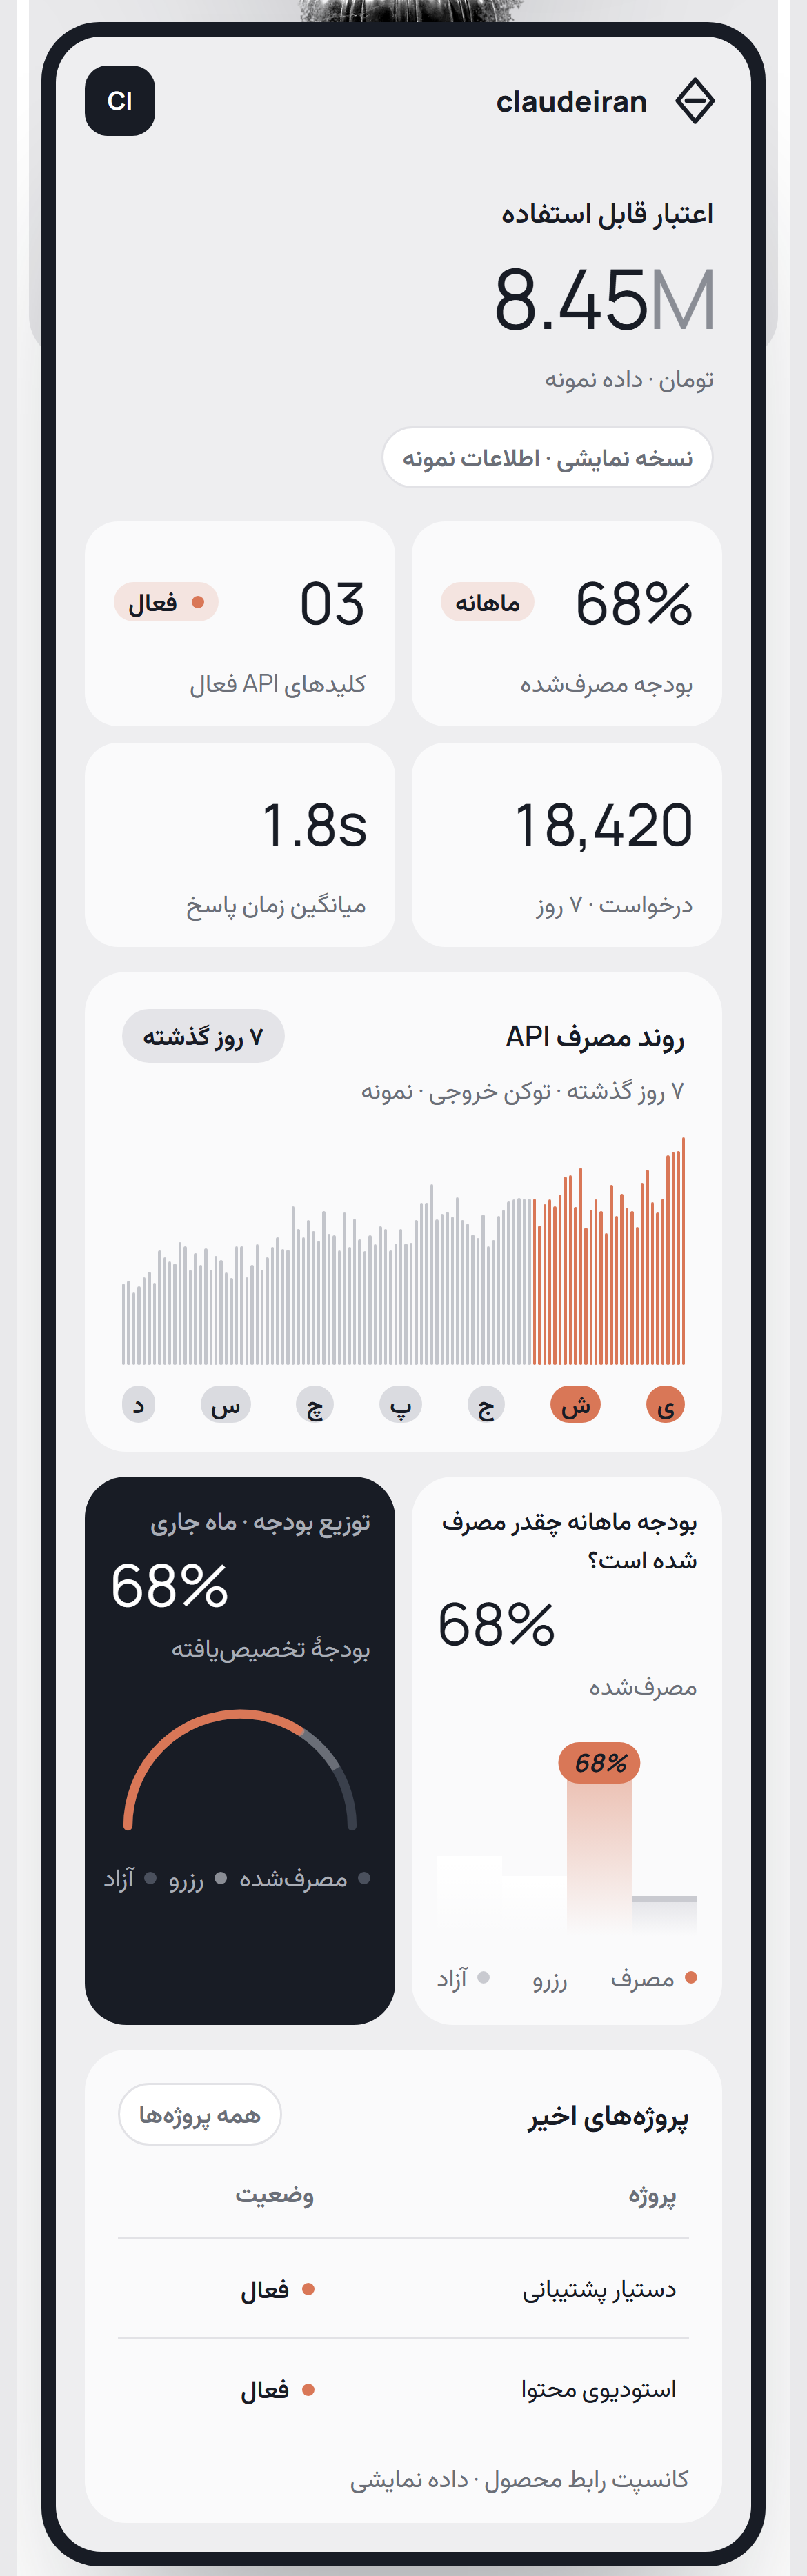 claudeiran
CI
اعتبار قابل استفاده
8.45M
تومان · داده نمونه
نسخه نمایشی · اطلاعات نمونه
68%
ماهانه
بودجه مصرف‌شده
03
فعال
کلیدهای API فعال
18,420
درخواست · ۷ روز
1.8s
میانگین زمان پاسخ
روند مصرف API
۷ روز گذشته
۷ روز گذشته · توکن خروجی · نمونه
ی ش ج پ چ س د
بودجه ماهانه چقدر مصرف
شده است؟
68%
مصرف‌شده
68%
مصرف رزرو آزاد
توزیع بودجه · ماه جاری
68%
بودجهٔ تخصیص‌یافته
مصرف‌شده رزرو آزاد
پروژه‌های اخیر
همه پروژه‌ها
پروژه وضعیت
دستیار پشتیبانی فعال
استودیوی محتوا فعال
کانسپت رابط محصول · داده نمایشی